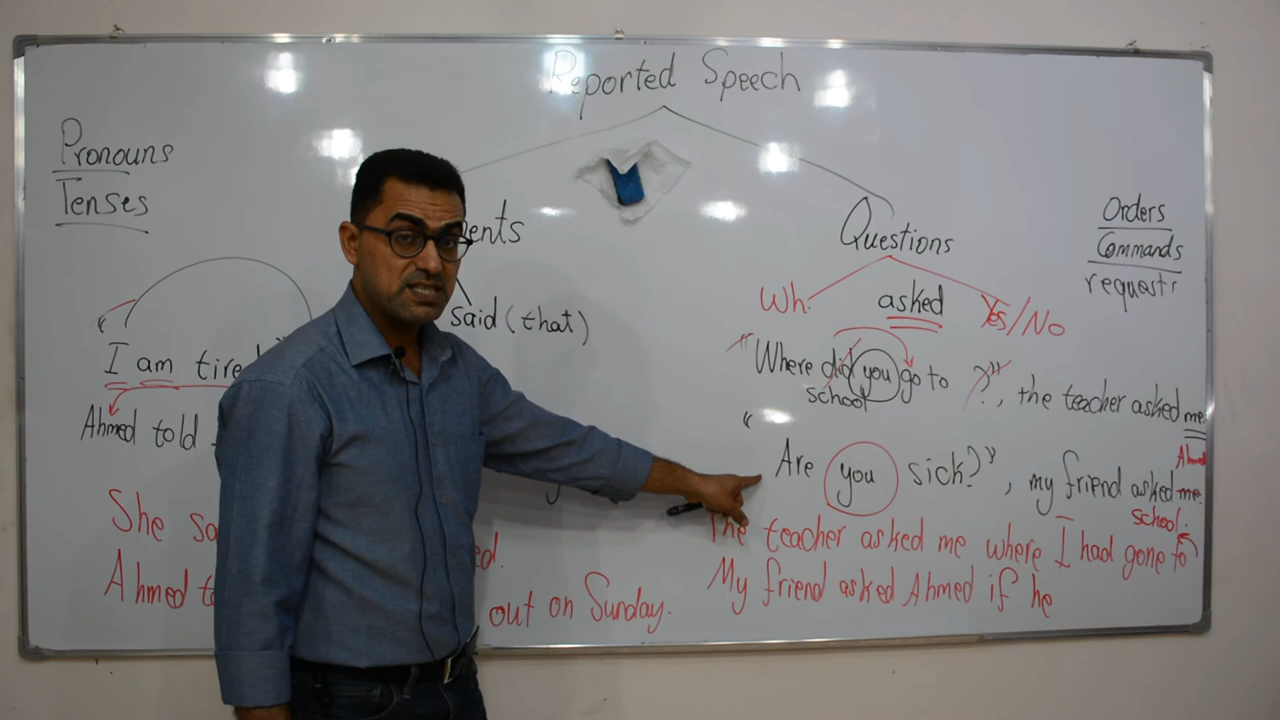 Reported Speech
Pronouns
Tenses
ents
said (that)
"I am tire
Ahmed told
She sa
ed.
Ahmed to
out on Sunday.
Questions
Wh. asked Yes/No
"Where did you go to school?", the teacher asked me
"Are you sick?", my friend asked me.
Ahmed
The teacher asked me where I had gone to school.
My friend asked Ahmed if he
Orders
Commands
requests